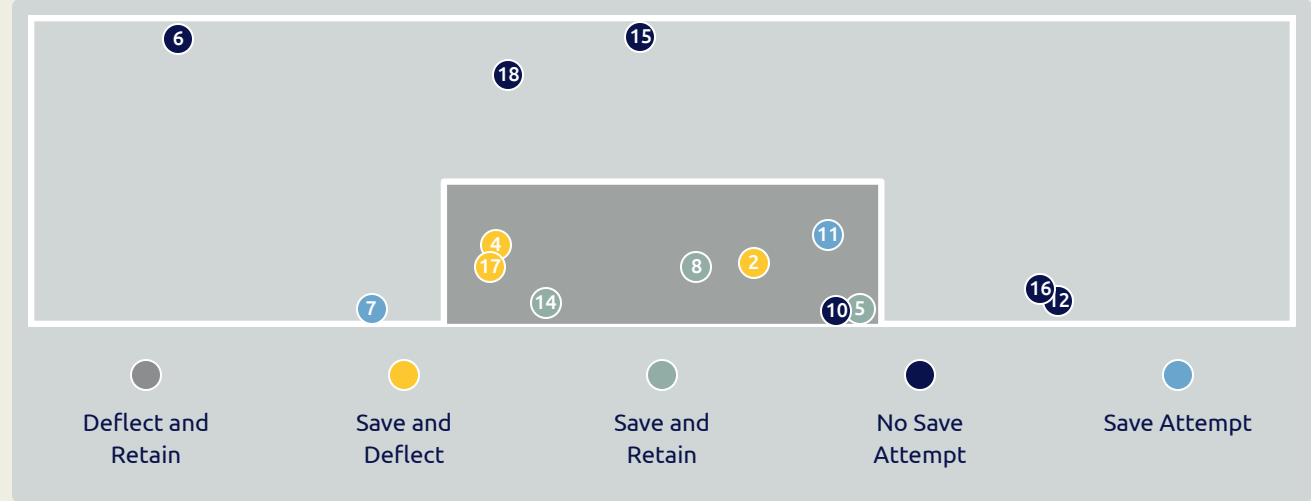 6
15
18
11
4
17
8
2
14
7
10
5
16
12
Deflect and
Retain
Save and
Deflect
Save and
Retain
No Save
Attempt
Save Attempt